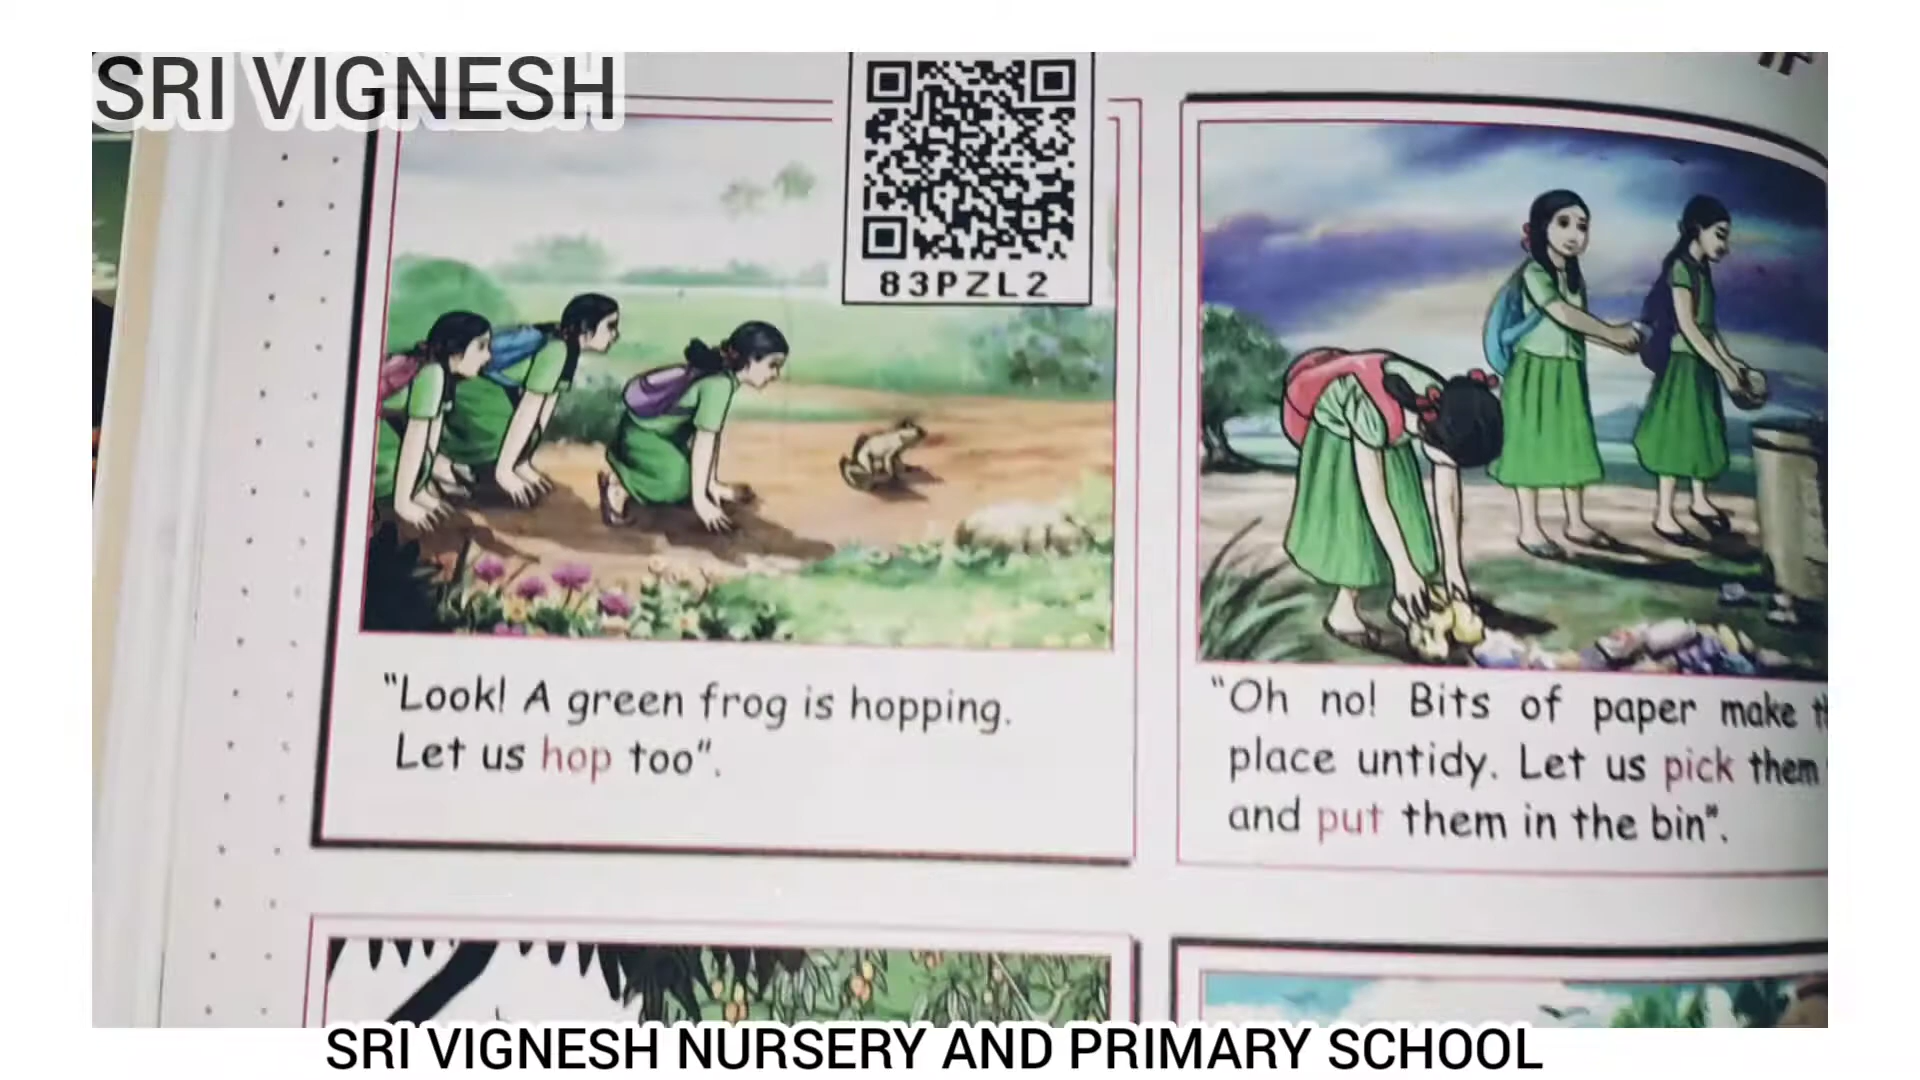 SRI VIGNESH
83PZL2
"Look! A green frog is hopping.
Let us hop too".
"Oh no! Bits of paper make
place untidy. Let us pick them
and put them in the bin".
SRI VIGNESH NURSERY AND PRIMARY SCHOOL